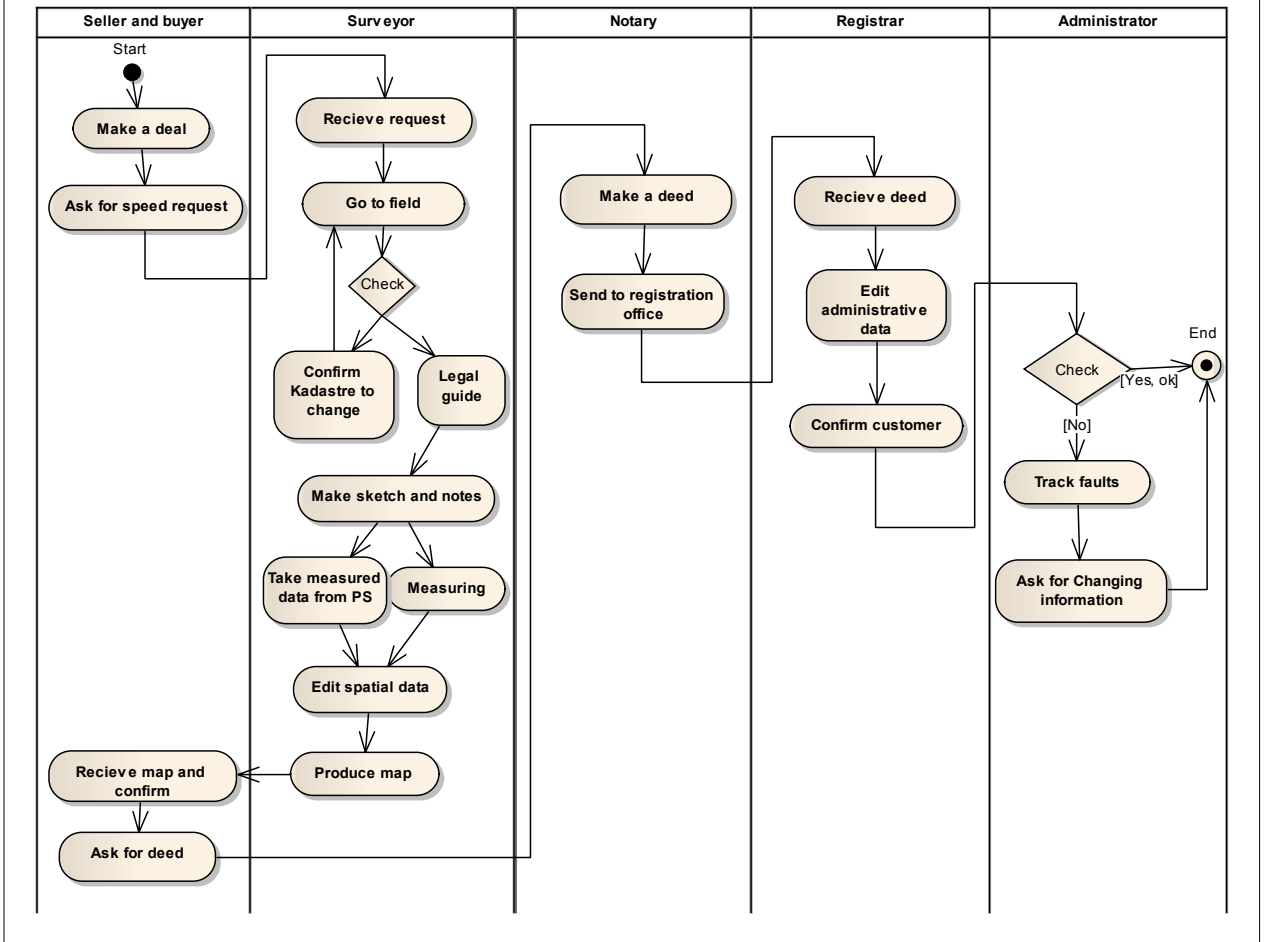 Seller and buyer
Surveyor
Notary
Registrar
Administrator
Start
Make a deal
Ask for speed request
Recieve request
Go to field
Check
Confirm
Kadastre to
change
Legal
guide
Make sketch and notes
Take measured
data from PS
Measuring
Edit spatial data
Produce map
Recieve map and
confirm
Ask for deed
Make a deed
Send to registration
office
Recieve deed
Edit
administrative
data
Confirm customer
Check
[Yes, ok]
End
[No]
Track faults
Ask for Changing
information